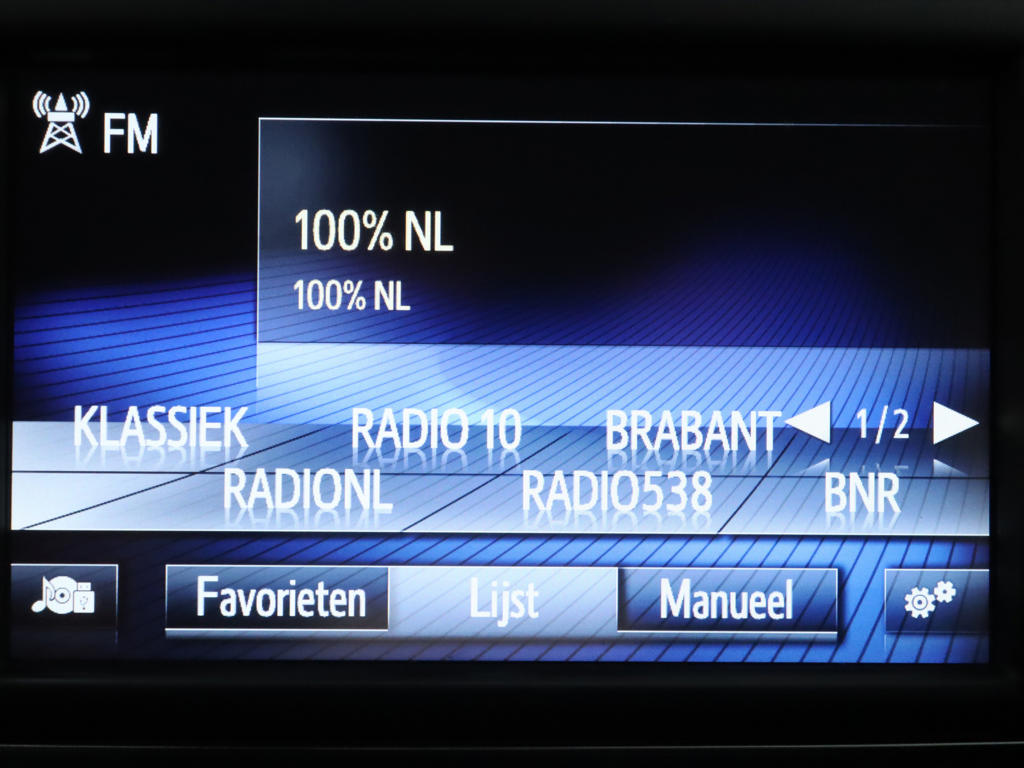 FM
100% NL
100% NL
KLASSIEK RADIO 10 BRABANT 1/2
RADIONL RADIO538 BNR
Favorieten Lijst Manueel